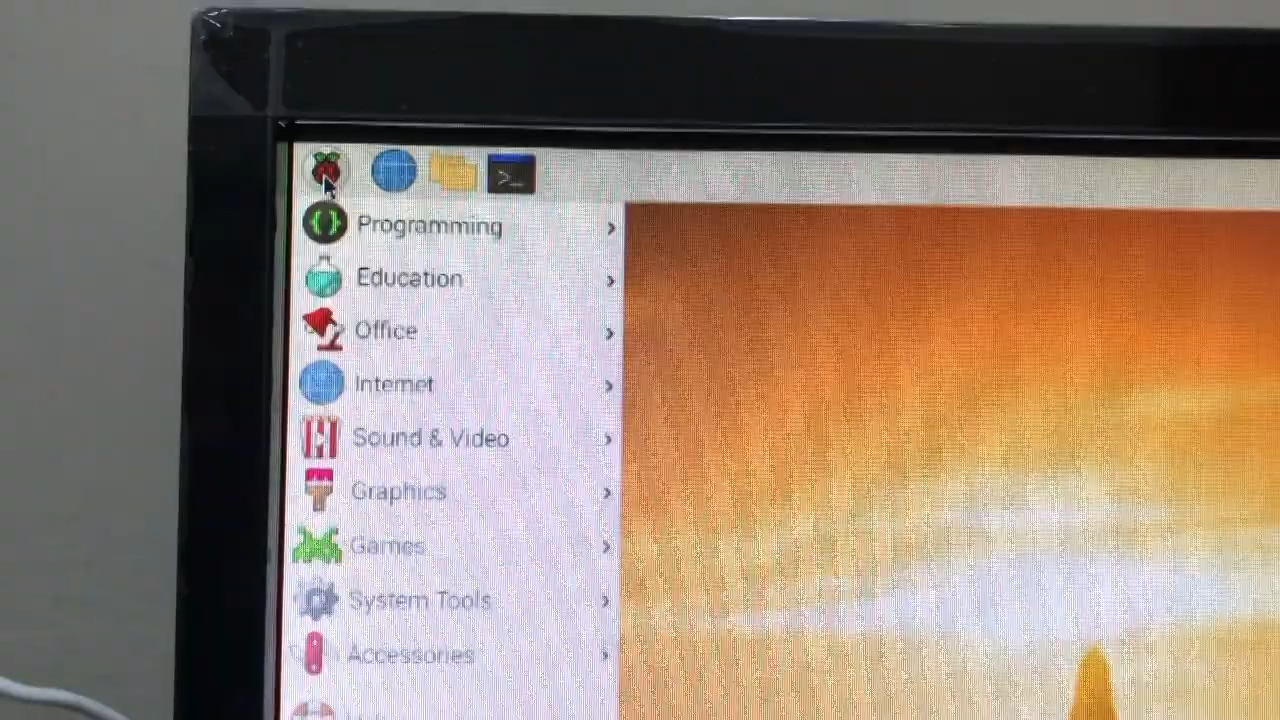 >_
Programming
Education
Office
Internet
Sound & Video
Graphics
Games
System Tools
Accessories